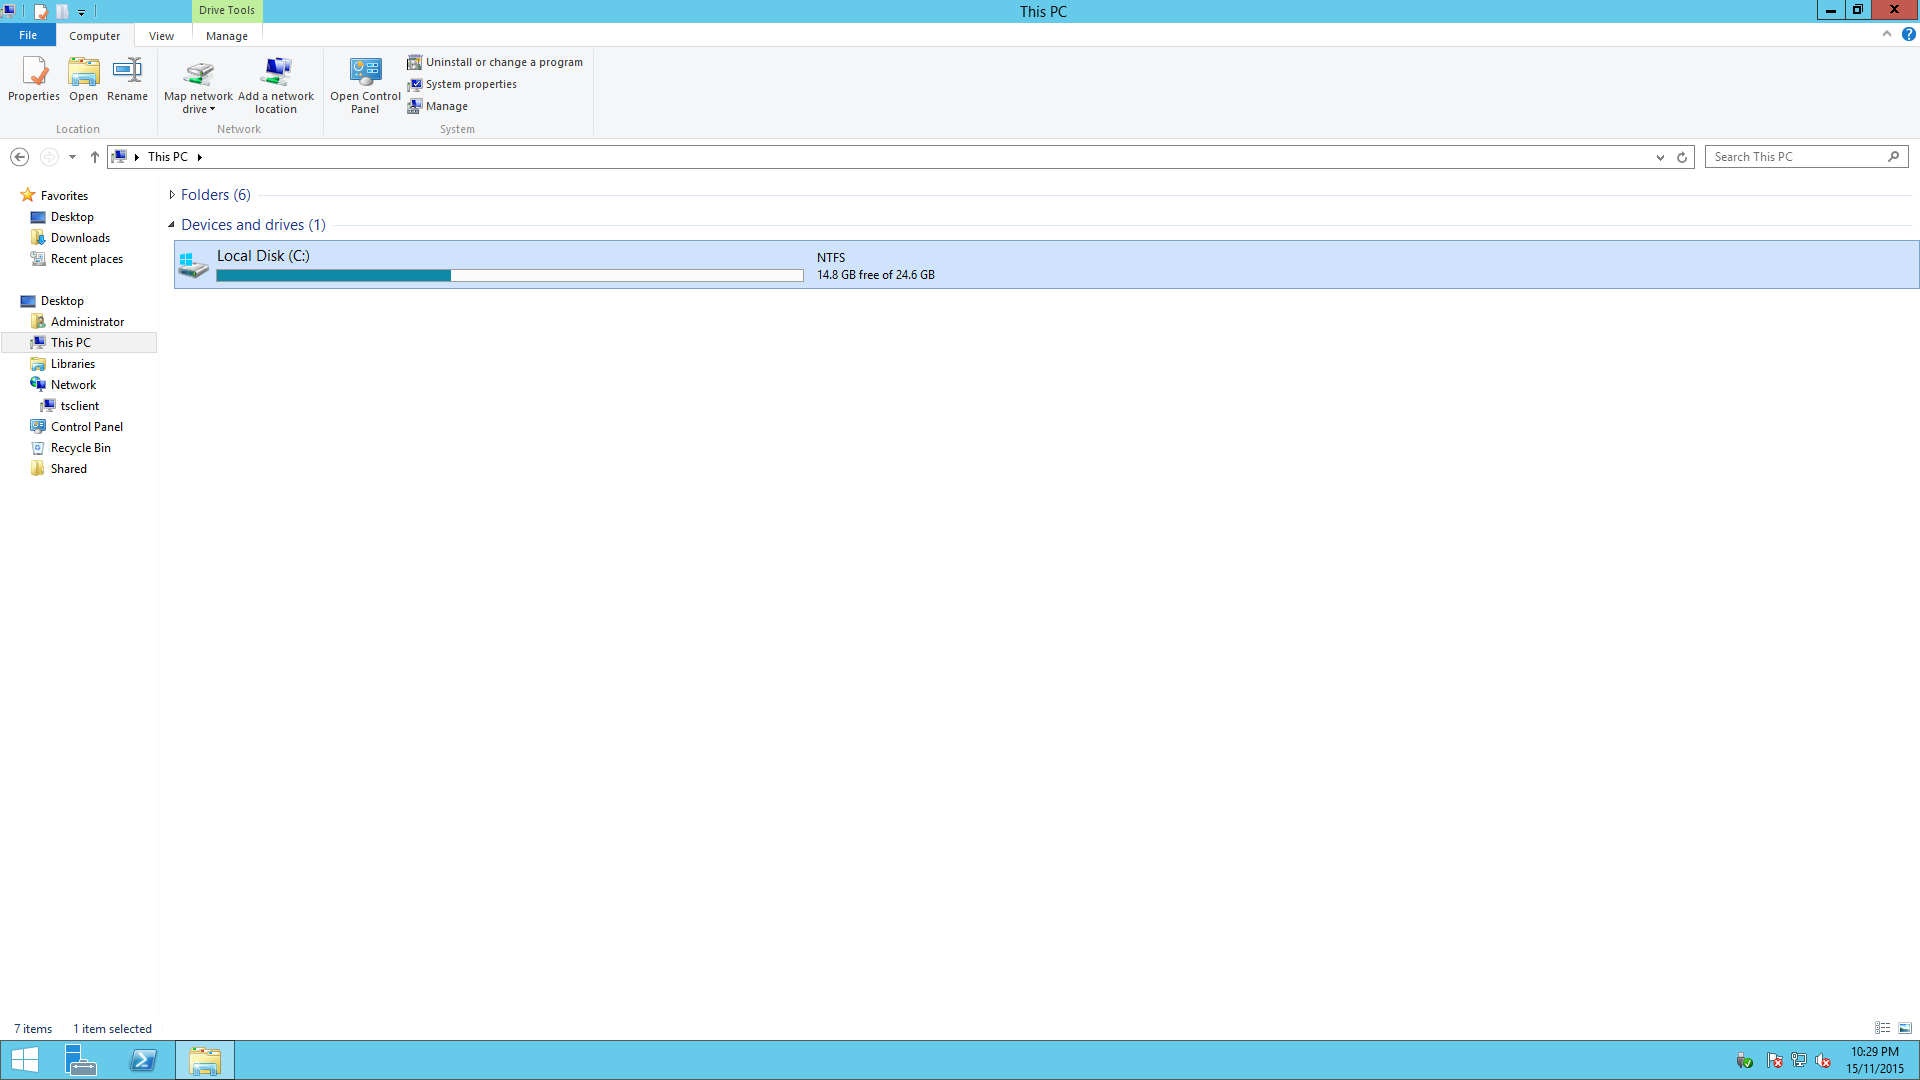 Drive Tools
This PC
File
Computer
View
Manage
Properties
Open
Rename
Location
Map network
drive
Add a network
location
Network
Open Control
Panel
Uninstall or change a program
System properties
Manage
System
This PC
Search This PC
Favorites
Desktop
Downloads
Recent places
Desktop
Administrator
This PC
Libraries
Network
tsclient
Control Panel
Recycle Bin
Shared
Folders (6)
Devices and drives (1)
Local Disk (C:)
NTFS
14.8 GB free of 24.6 GB
7 items
1 item selected
10:29 PM
15/11/2015